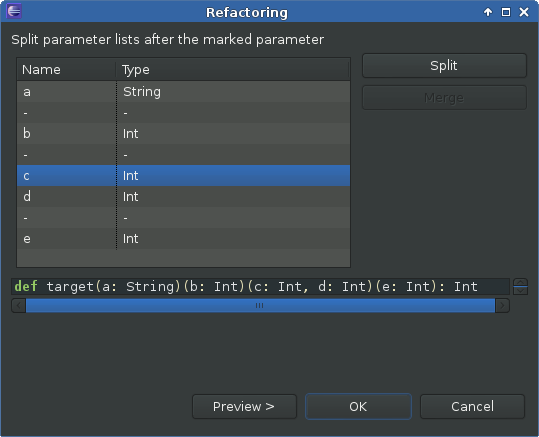 Refactoring
Split parameter lists after the marked parameter
Name Type
a String
- -
b Int
- -
c Int
d Int
- -
e Int
Split
Merge
def target(a: String)(b: Int)(c: Int, d: Int)(e: Int): Int
Preview >
OK
Cancel